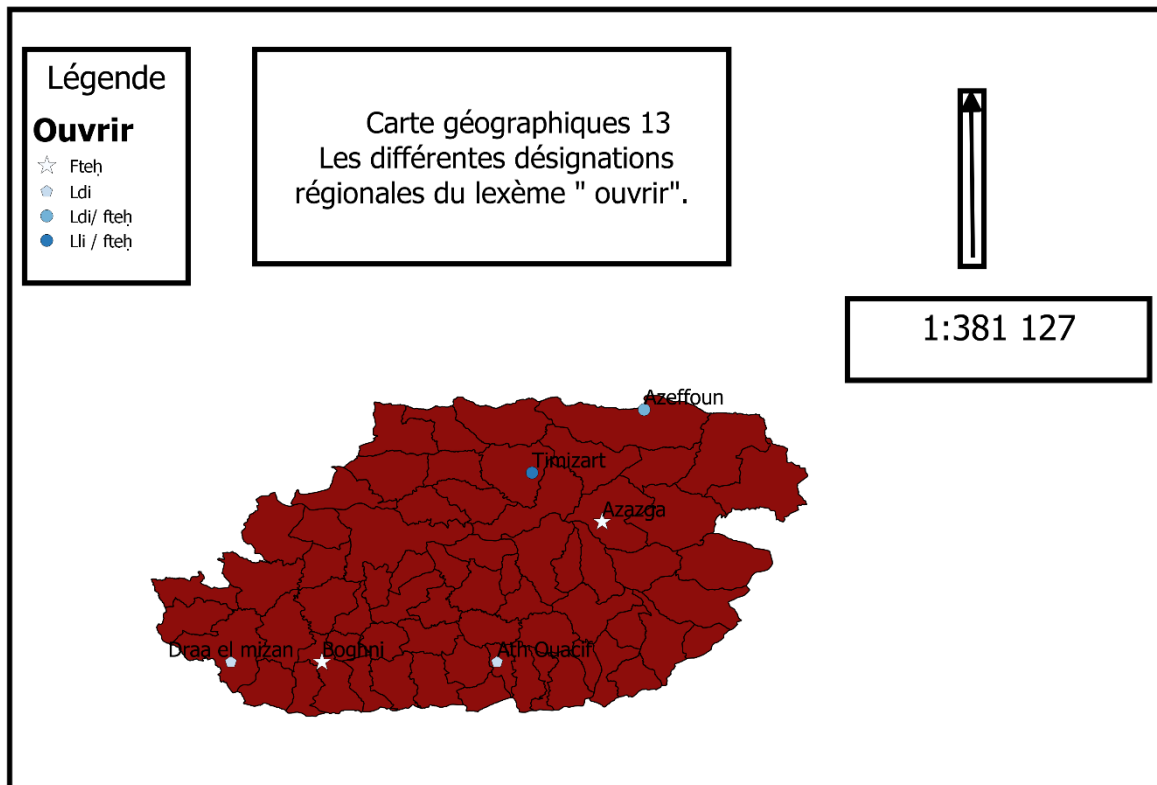 Légende
Ouvrir
Fteḥ
Ldi
Ldi/ fteḥ
Lli / fteḥ
Carte géographiques 13
Les différentes désignations
régionales du lexème " ouvrir".
1:381 127
Azeffoun
Timizart
Azazga
Draa el mizan
Boghni
Ath Ouacif